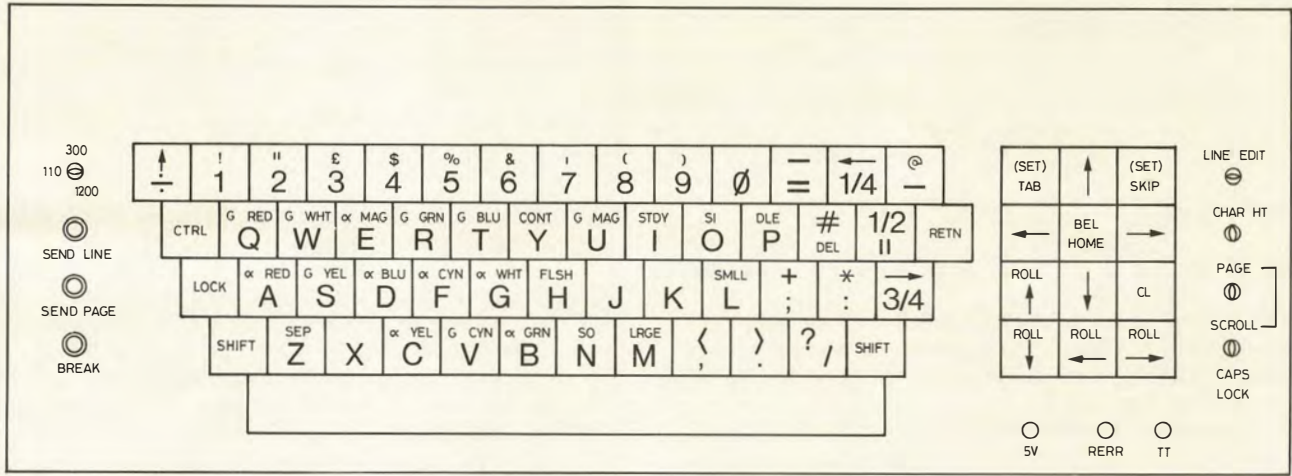 300
110
1200
SEND LINE
SEND PAGE
BREAK
↑ ! " £ $ % & ' ( ) — ← @
÷ 1 2 3 4 5 6 7 8 9 Ø = 1/4 —
G RED G WHT ∝ MAG G GRN G BLU CONT G MAG STDY SI DLE # 1/2
CTRL Q W E R T Y U I O P DEL II RETN
∝ RED G YEL ∝ BLU ∝ CYN ∝ WHT FLSH SMLL + * →
LOCK A S D F G H J K L ; : 3/4
SEP ∝ YEL G CYN ∝ GRN SO LRGE ⟨ ⟩ ?
SHIFT Z X C V B N M , . / SHIFT
(SET) ↑ (SET)
TAB SKIP
← BEL →
HOME
ROLL ↓ CL
↑
ROLL ROLL ROLL
↓ ← →
LINE EDIT
CHAR HT
PAGE
SCROLL
CAPS
LOCK
5V RERR TT